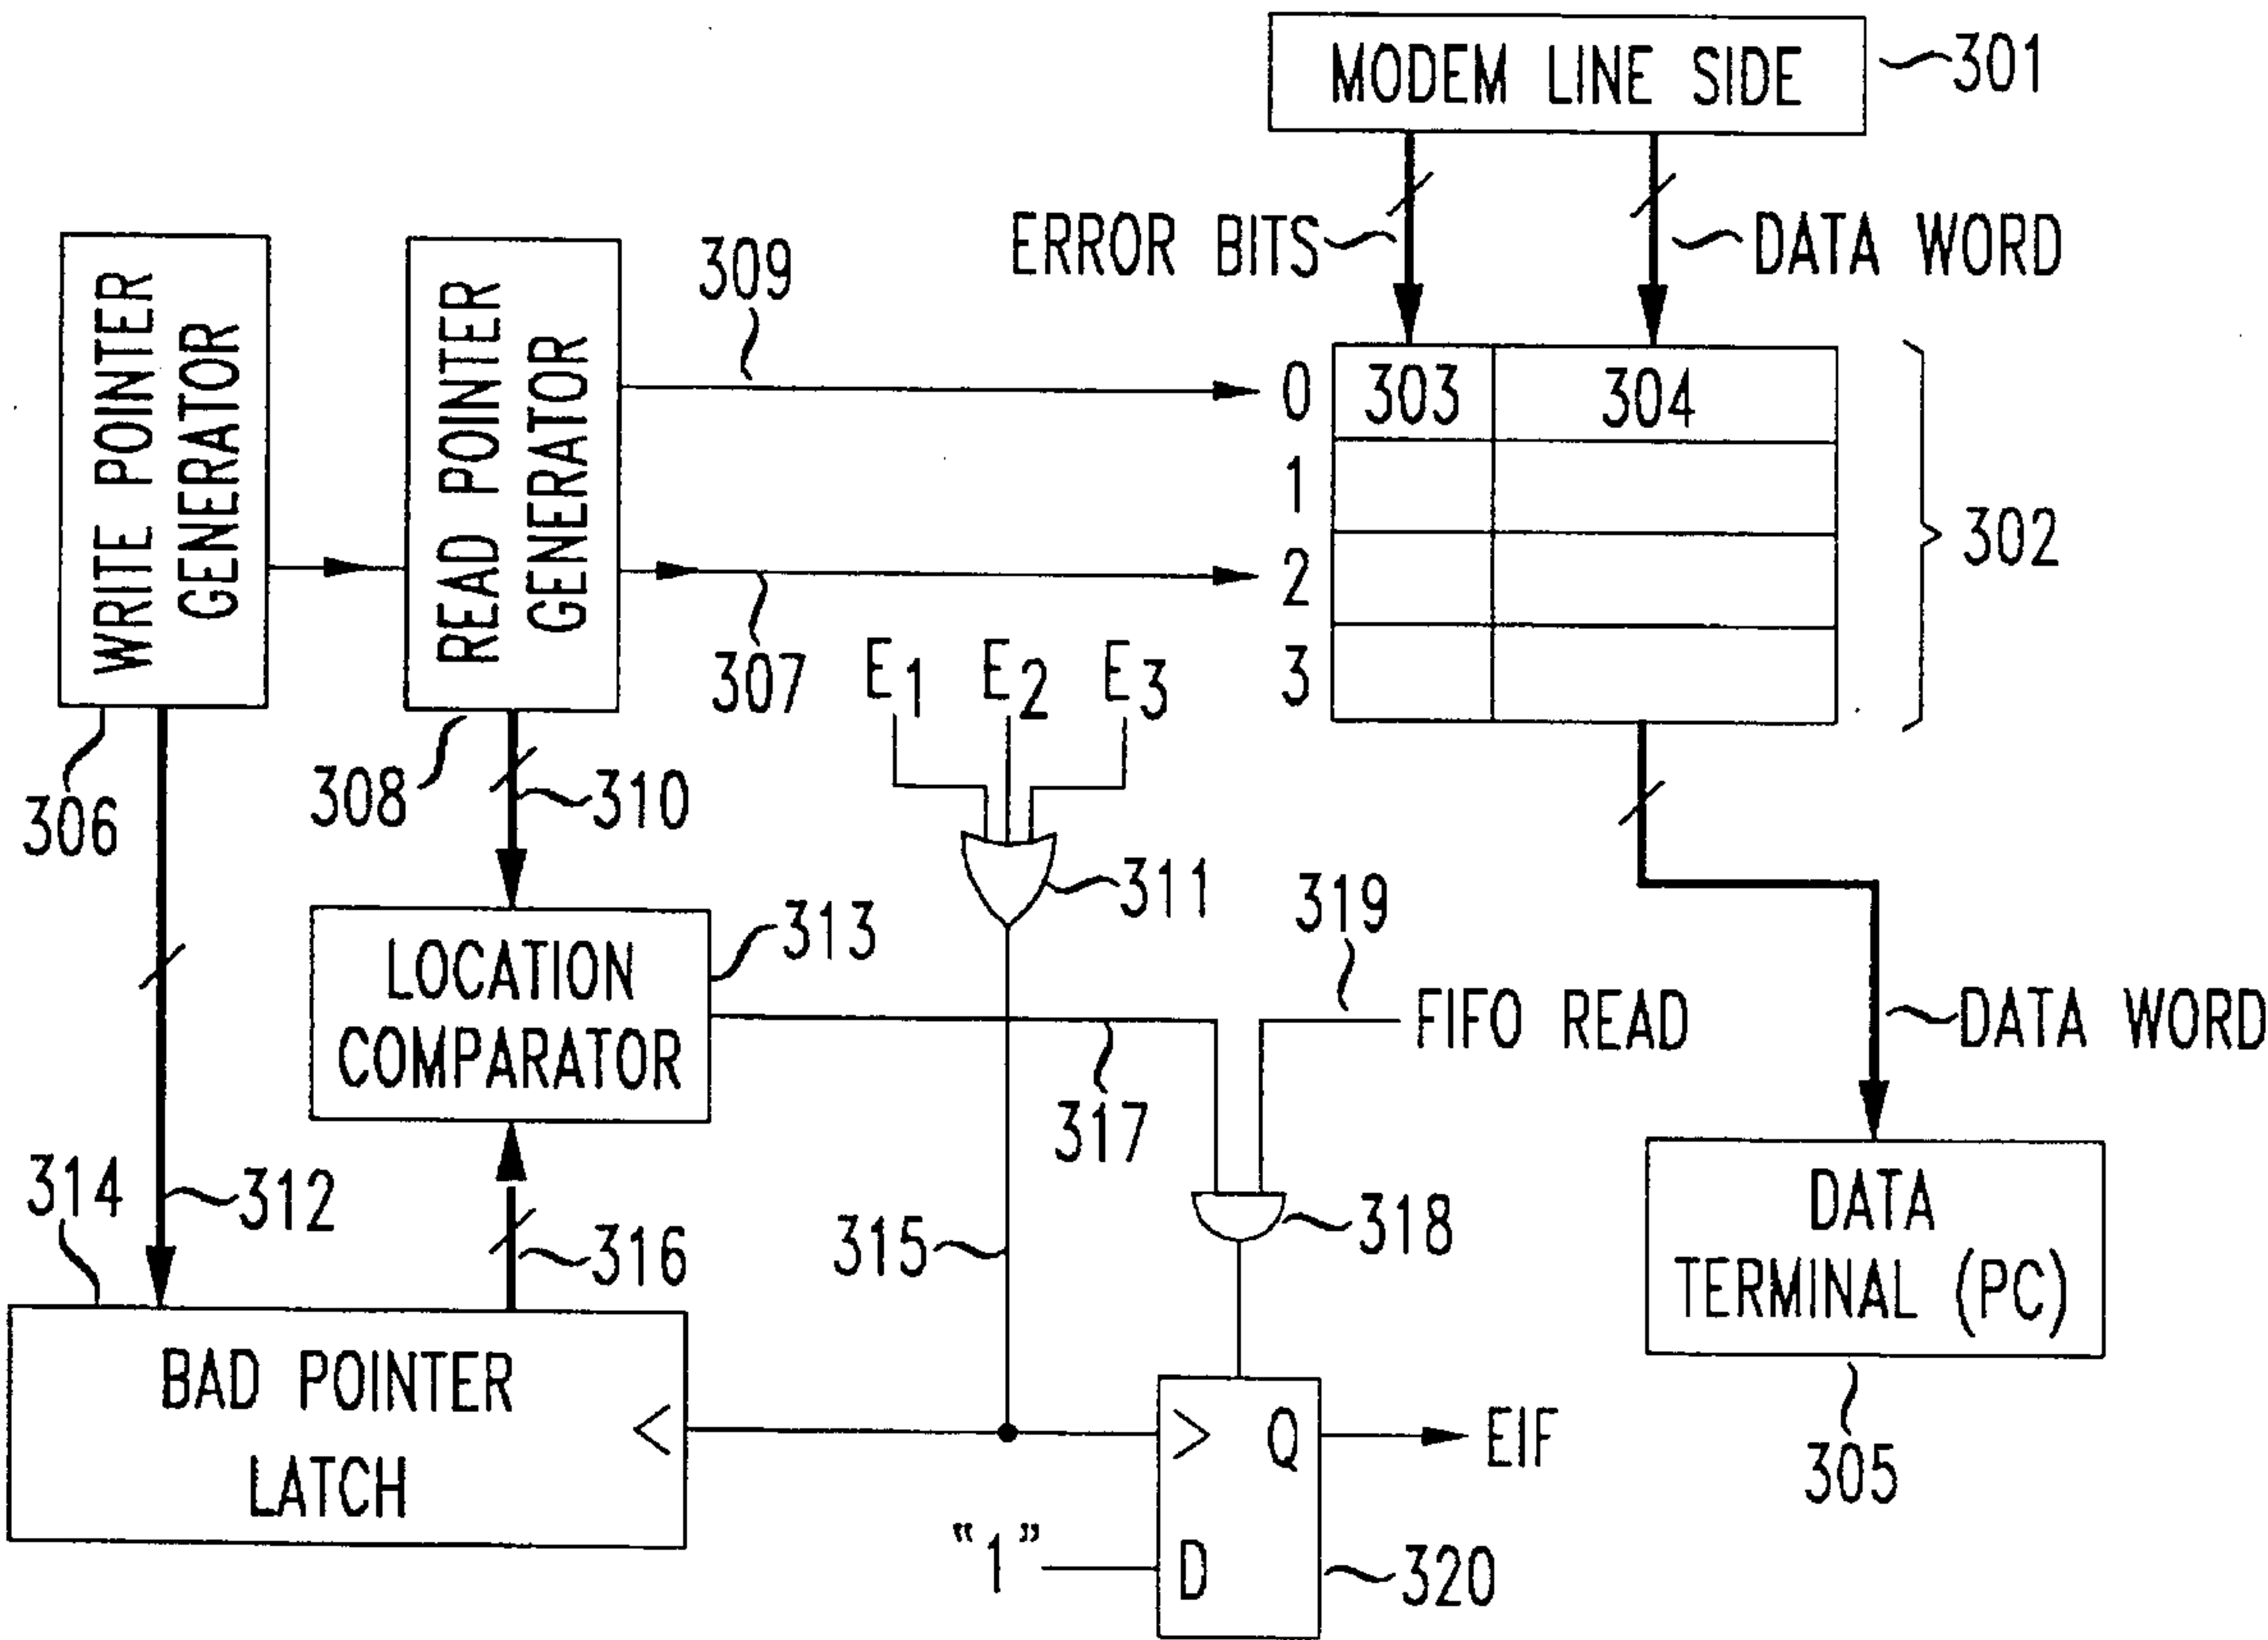 MODEM LINE SIDE
301
ERROR BITS
DATA WORD
WRITE POINTER
GENERATOR
READ POINTER
GENERATOR
309
0
303
304
1
2
3
302
307
E1
E2
E3
306
308
310
311
319
313
LOCATION
COMPARATOR
FIFO READ
DATA WORD
317
314
312
316
315
318
DATA
TERMINAL (PC)
BAD POINTER
LATCH
<
>
Q
EIF
305
"1"
D
320